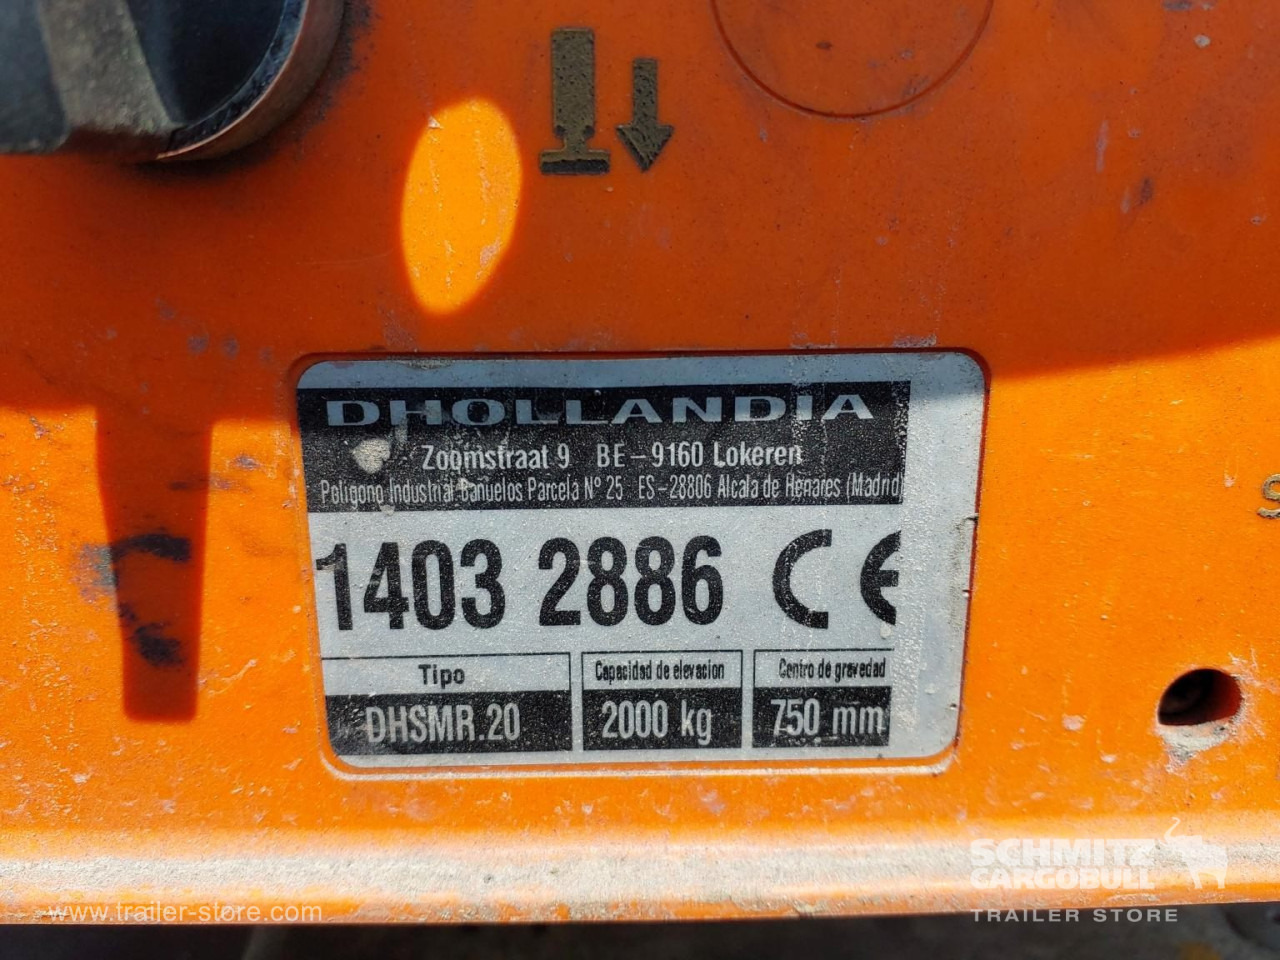 DHOLLANDIA
Zoomstraat 9 BE-9160 Lokeren
Poligono Industrial Banuelos Parcela Nº 25 ES-28806 Alcala de Henares (Madrid)
1403 2886 CE
Tipo
Capacidad de elevacion
Centro de gravedad
DHSMR.20
2000 kg
750 mm
9
SCHMITZ
CARGOBULL
TRAILER STORE
www.trailer-store.com